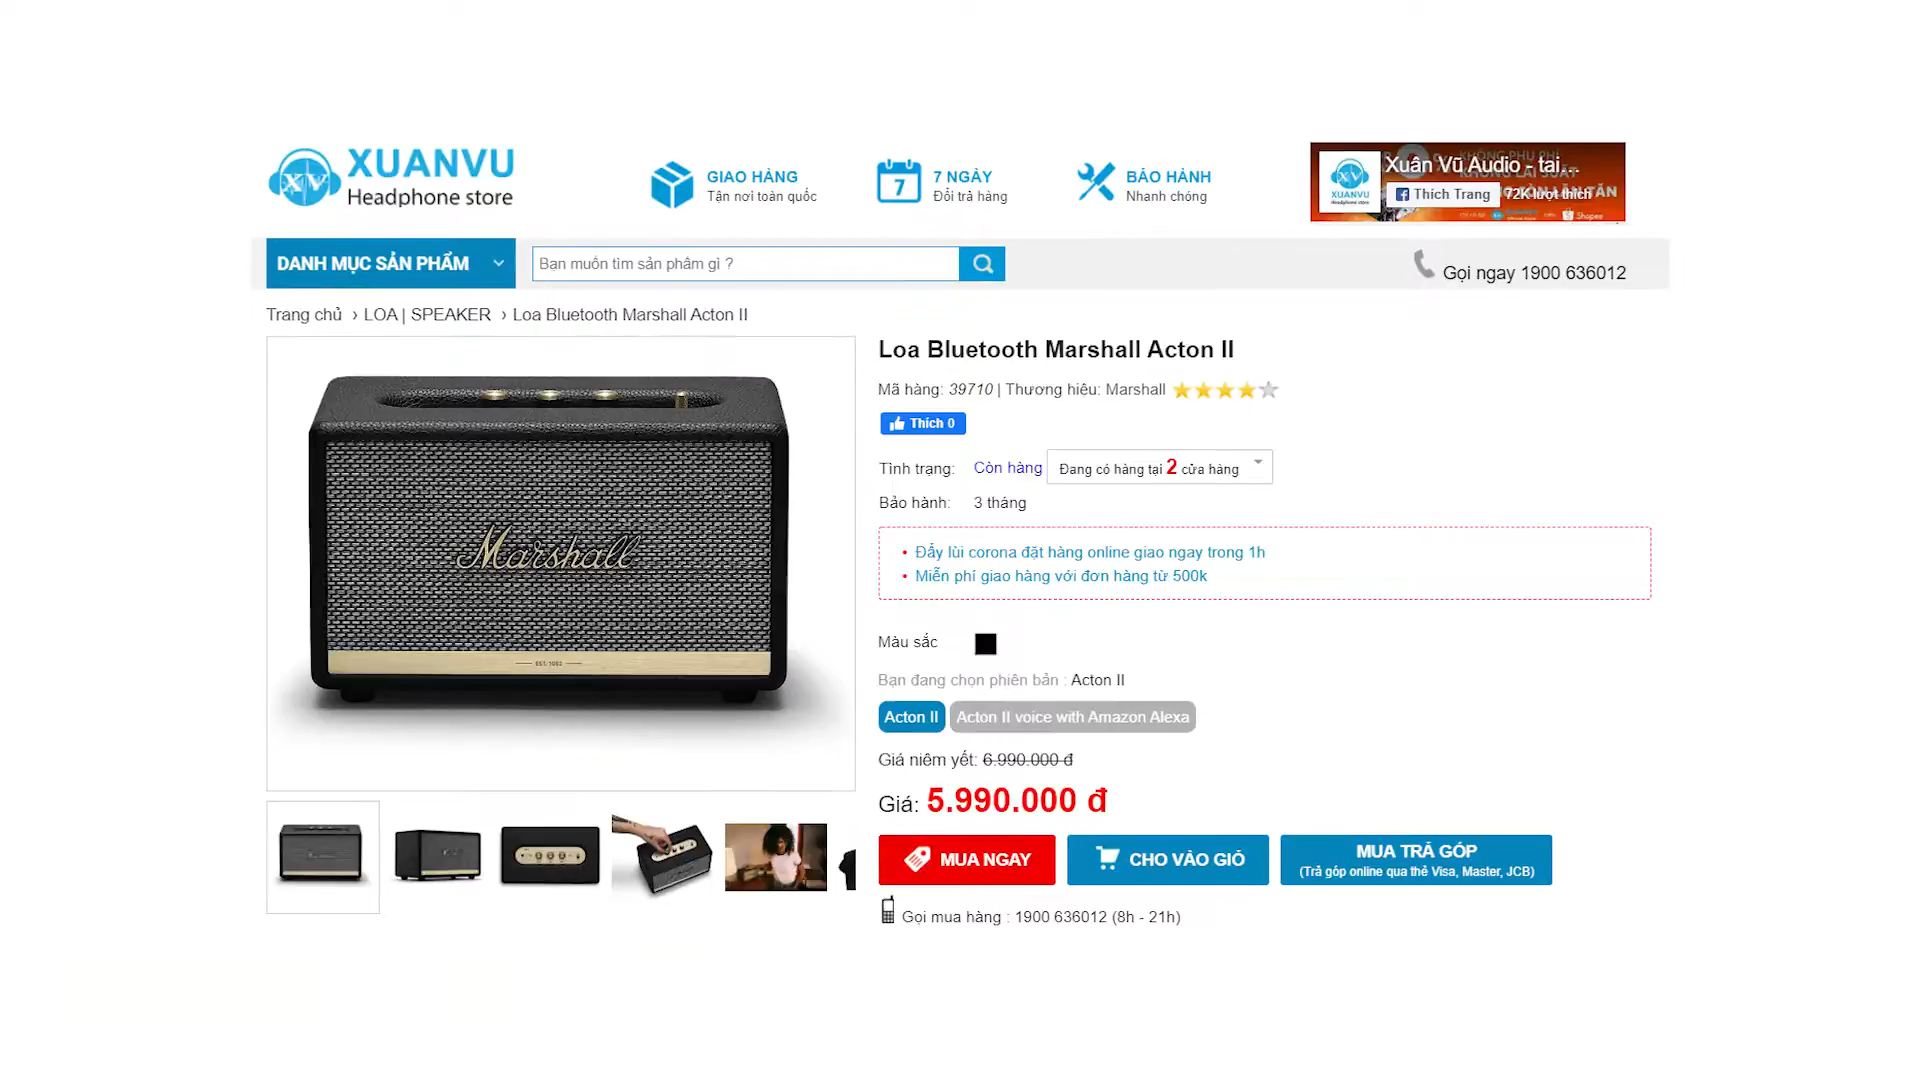 XUANVU
Headphone store
GIAO HÀNG
Tận nơi toàn quốc
7
7 NGÀY
Đổi trả hàng
BẢO HÀNH
Nhanh chóng
Xuân Vũ Audio - tai...
Thích Trang
72K lượt thích
XUANVU
Headphone store
Shopee
DANH MỤC SẢN PHẨM
Bạn muốn tìm sản phẩm gì ?
Gọi ngay 1900 636012
Trang chủ › LOA | SPEAKER › Loa Bluetooth Marshall Acton II
Marshall
EST. 1962
Loa Bluetooth Marshall Acton II
Mã hàng: 39710 | Thương hiệu: Marshall
Thích 0
Tình trạng: Còn hàng Đang có hàng tại 2 cửa hàng
Bảo hành: 3 tháng
• Đẩy lùi corona đặt hàng online giao ngay trong 1h
• Miễn phí giao hàng với đơn hàng từ 500k
Màu sắc
Bạn đang chọn phiên bản : Acton II
Acton II
Acton II voice with Amazon Alexa
Giá niêm yết: 6.990.000 đ
Giá: 5.990.000 đ
MUA NGAY
CHO VÀO GIỎ
MUA TRẢ GÓP
(Trả góp online qua thẻ Visa, Master, JCB)
Gọi mua hàng : 1900 636012 (8h - 21h)